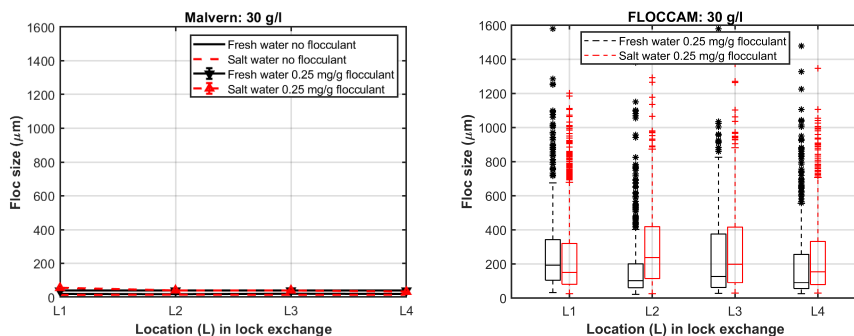 Malvern: 30 g/l
Fresh water no flocculant
Salt water no flocculant
Fresh water 0.25 mg/g flocculant
Salt water 0.25 mg/g flocculant
Floc size (μm)
1600
1400
1200
1000
800
600
400
200
0
L1 L2 L3 L4
Location (L) in lock exchange
FLOCCAM: 30 g/l
Fresh water 0.25 mg/g flocculant
Salt water 0.25 mg/g flocculant
Floc size (μm)
1600
1400
1200
1000
800
600
400
200
0
L1 L2 L3 L4
Location (L) in lock exchange